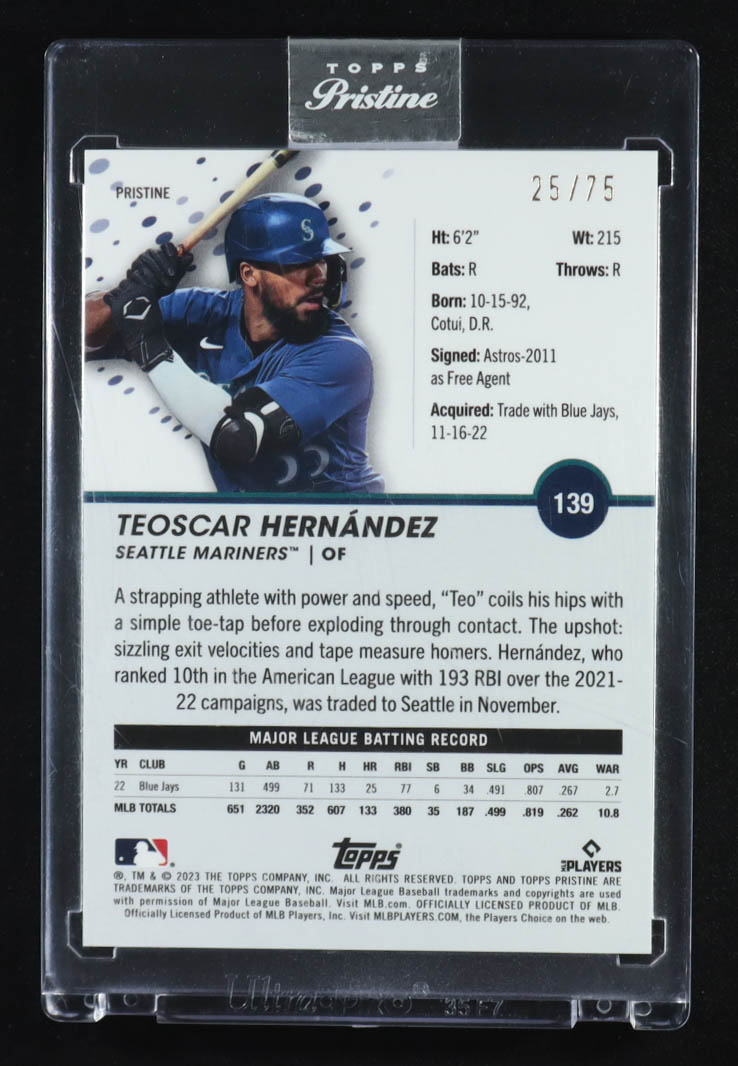 TOPPS
Pristine
PRISTINE
25/75
Ht: 6'2" Wt: 215
Bats: R Throws: R
Born: 10-15-92,
Cotui, D.R.
Signed: Astros-2011
as Free Agent
Acquired: Trade with Blue Jays,
11-16-22
S
139
TEOSCAR HERNÁNDEZ
SEATTLE MARINERS™ | OF
A strapping athlete with power and speed, “Teo” coils his hips with
a simple toe-tap before exploding through contact. The upshot:
sizzling exit velocities and tape measure homers. Hernández, who
ranked 10th in the American League with 193 RBI over the 2021-
22 campaigns, was traded to Seattle in November.
MAJOR LEAGUE BATTING RECORD
YR CLUB G AB R H HR RBI SB BB SLG OPS AVG WAR
22 Blue Jays 131 499 71 133 25 77 6 34 .491 .807 .267 2.7
MLB TOTALS 651 2320 352 607 133 380 35 187 .499 .819 .262 10.8
topps
MLB PLAYERS
®, TM & © 2023 THE TOPPS COMPANY, INC. ALL RIGHTS RESERVED. TOPPS AND TOPPS PRISTINE ARE
TRADEMARKS OF THE TOPPS COMPANY, INC. Major League Baseball trademarks and copyrights are used
with permission of Major League Baseball. Visit MLB.com. OFFICIALLY LICENSED PRODUCT OF MLB.
Officially Licensed Product of MLB Players, Inc. Visit MLBPLAYERS.COM, the Players Choice on the web.
Ultra PRO®